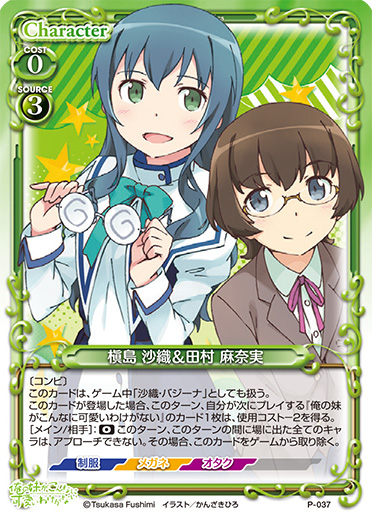 Character
COST
0
SOURCE
3
槇島 沙織&田村 麻奈実
〔コンビ〕
このカードは、ゲーム中「沙織・バジーナ」としても扱う。
このカードが登場した場合、このターン、自分が次にプレイする「俺の妹
がこんなに可愛いわけがない」のカード1枚は、使用コスト-2を得る。
〔メイン/相手〕: このターン、このターンの間に場に出た全てのキャ
ラは、アプローチできない。その場合、このカードをゲームから取り除く。
制服 メガネ オタク
©Tsukasa Fushimi イラスト/かんざきひろ
P-037